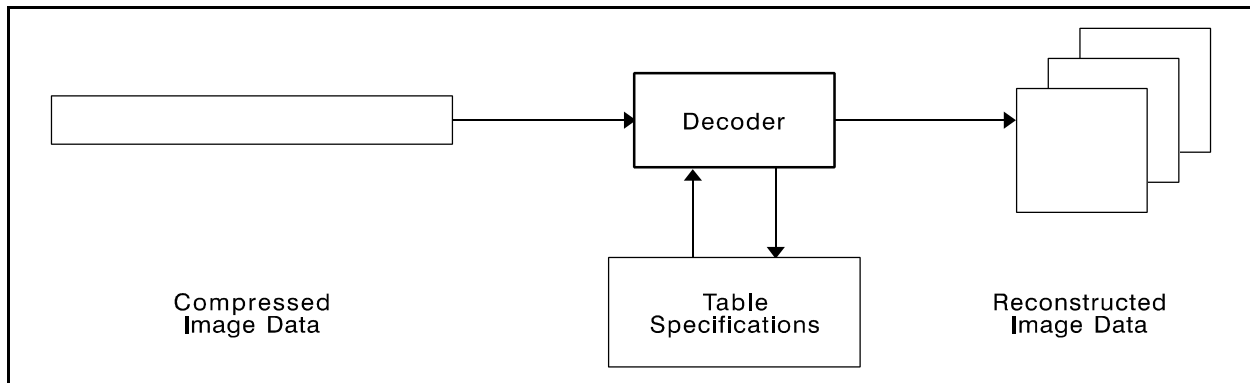 Decoder
Compressed
Image Data
Table
Specifications
Reconstructed
Image Data